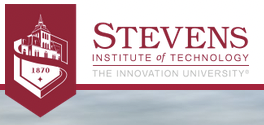 STEVENS
INSTITUTE of TECHNOLOGY
THE INNOVATION UNIVERSITY®
1870